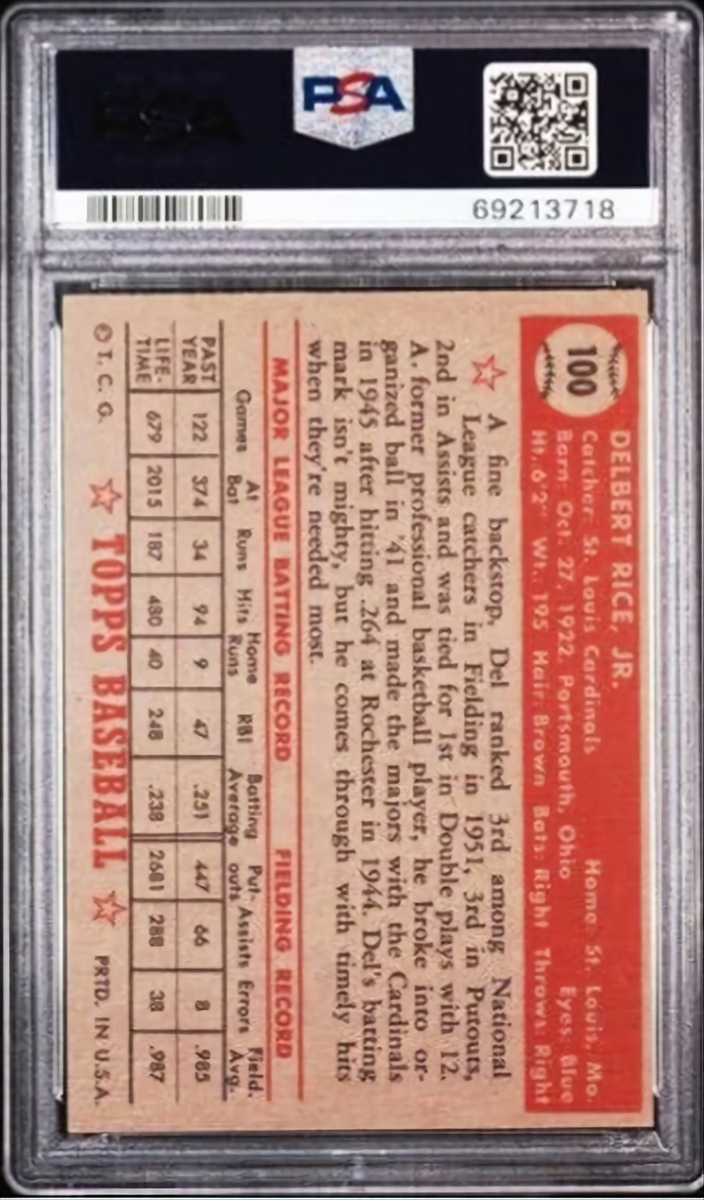 PSA
69213718
100
DELBERT RICE, JR.
Catcher: St. Louis Cardinals Home: St. Louis, Mo.
Born: Oct. 27, 1922, Portsmouth, Ohio Eyes: Blue
Ht. 6'2" Wt. 195 Hair: Brown Bats: Right Throws: Right
A fine backstop, Del ranked 3rd among National
League catchers in Fielding in 1951, 3rd in Putouts,
2nd in Assists and was tied for 1st in Double plays with 12.
A former professional basketball player, he broke into or-
ganized ball in '41 and made the majors with the Cardinals
in 1945 after hitting .264 at Rochester in 1944. Del's batting
mark isn't mighty, but he comes through with timely hits
when they're needed most.
MAJOR LEAGUE BATTING RECORD FIELDING RECORD
Games At Bat Runs Hits Home Runs RBI Batting Average Put-outs Assists Errors Field. Avg.
PAST YEAR 122 374 34 94 9 47 .251 447 66 8 .985
LIFE-TIME 679 2015 187 480 40 248 .238 2681 288 38 .987
© T. C. G. TOPPS BASEBALL PRTD. IN U.S.A.